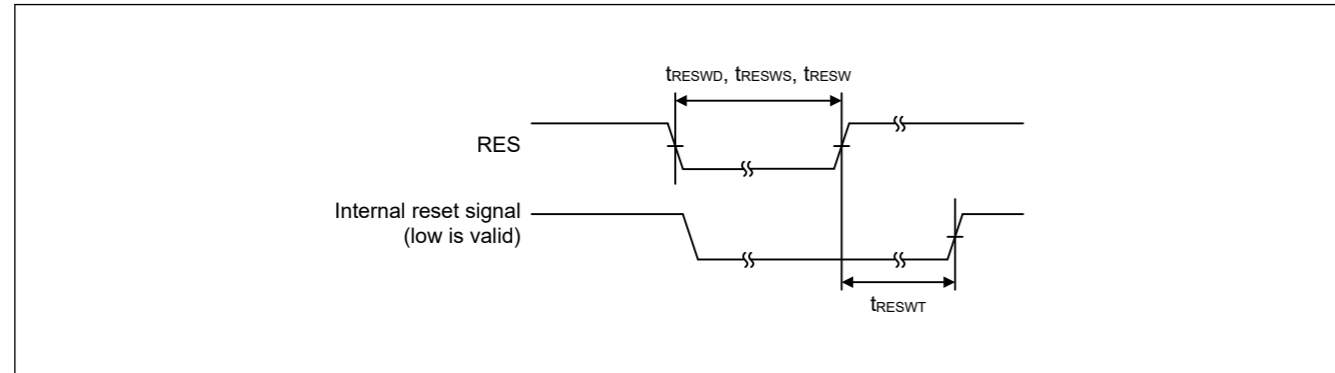 tRESWD, tRESWS, tRESW
RES
Internal reset signal
(low is valid)
tRESWT